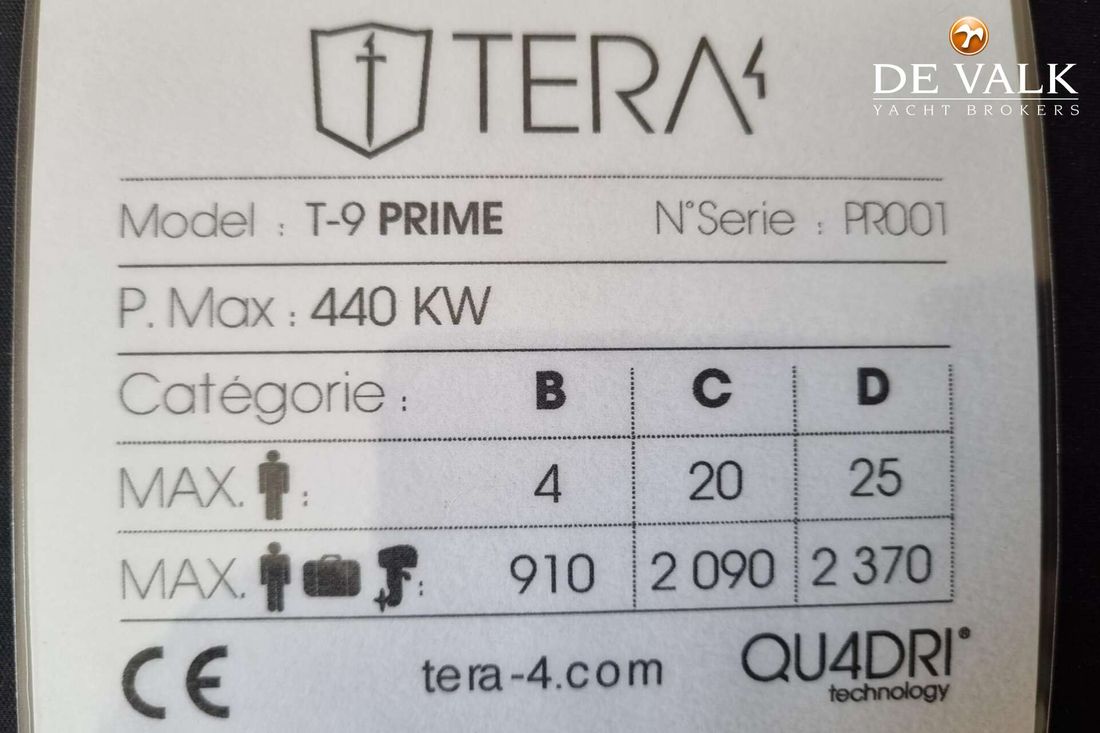 TERA4
DE VALK
YACHT BROKERS
Model : T-9 PRIME N°Serie : PR001
P. Max : 440 KW
Catégorie : B C D
MAX. : 4 20 25
MAX. : 910 2 090 2 370
CE tera-4.com QU4DRI®
technology